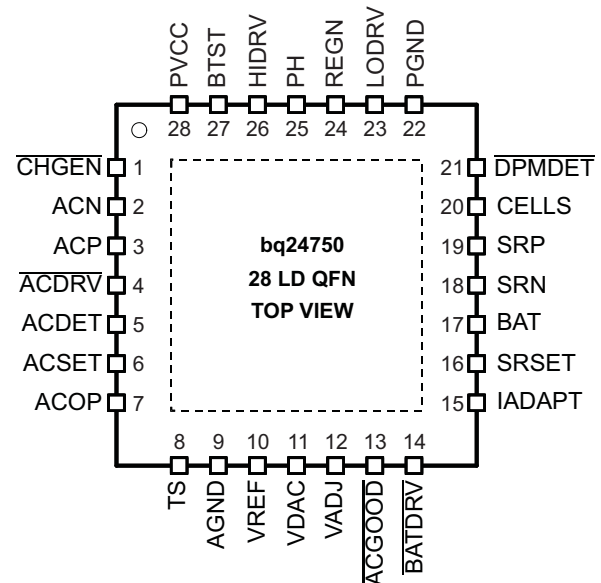 PVCC
BTST
HIDRV
PH
REGN
LODRV
PGND
28 27 26 25 24 23 22
CHGEN 1
ACN 2
ACP 3
ACDRV 4
ACDET 5
ACSET 6
ACOP 7
bq24750
28 LD QFN
TOP VIEW
21 DPMDET
20 CELLS
19 SRP
18 SRN
17 BAT
16 SRSET
15 IADAPT
8 9 10 11 12 13 14
TS
AGND
VREF
VDAC
VADJ
ACGOOD
BATDRV